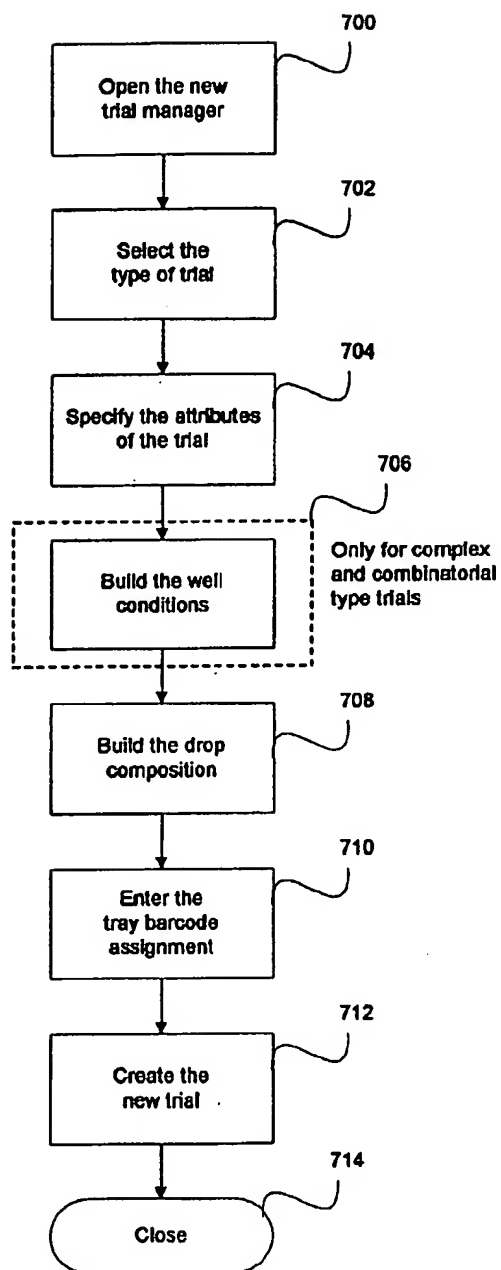 700
Open the new
trial manager
702
Select the
type of trial
704
Specify the attributes
of the trial
706
Only for complex
and combinatorial
type trials
Build the well
conditions
708
Build the drop
composition
710
Enter the
tray barcode
assignment
712
Create the
new trial
714
Close